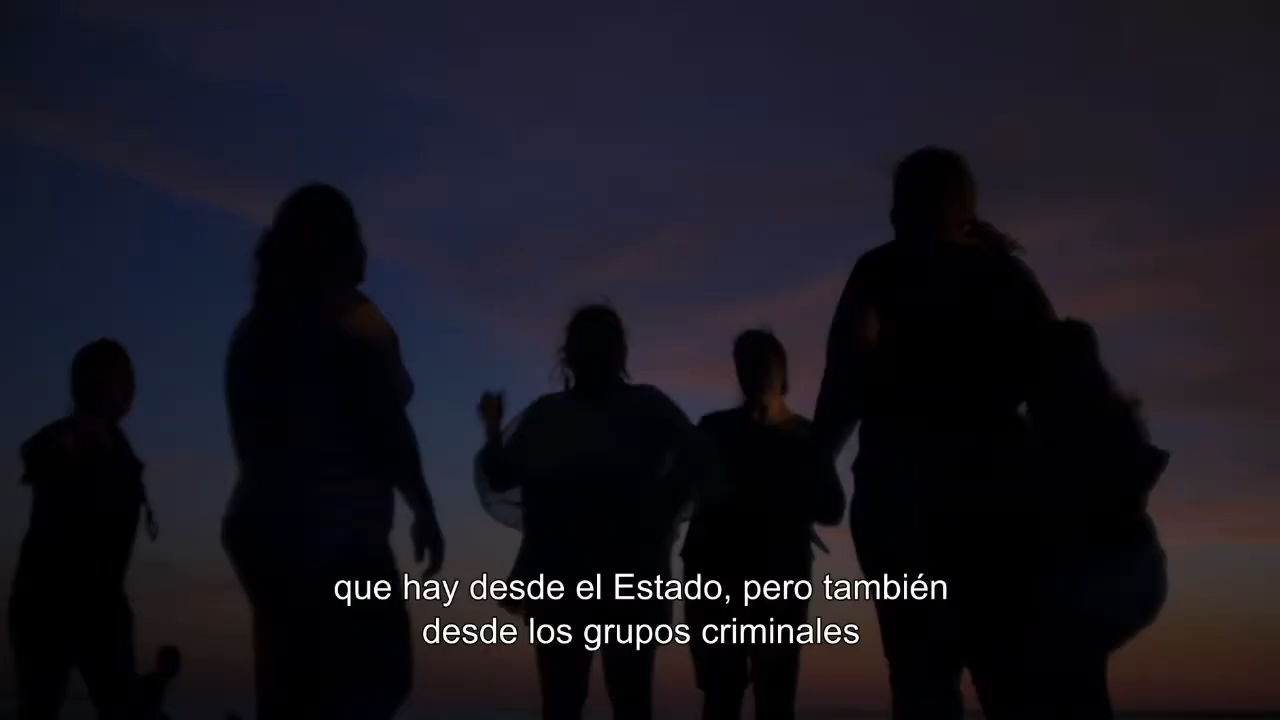 que hay desde el Estado, pero también
desde los grupos criminales